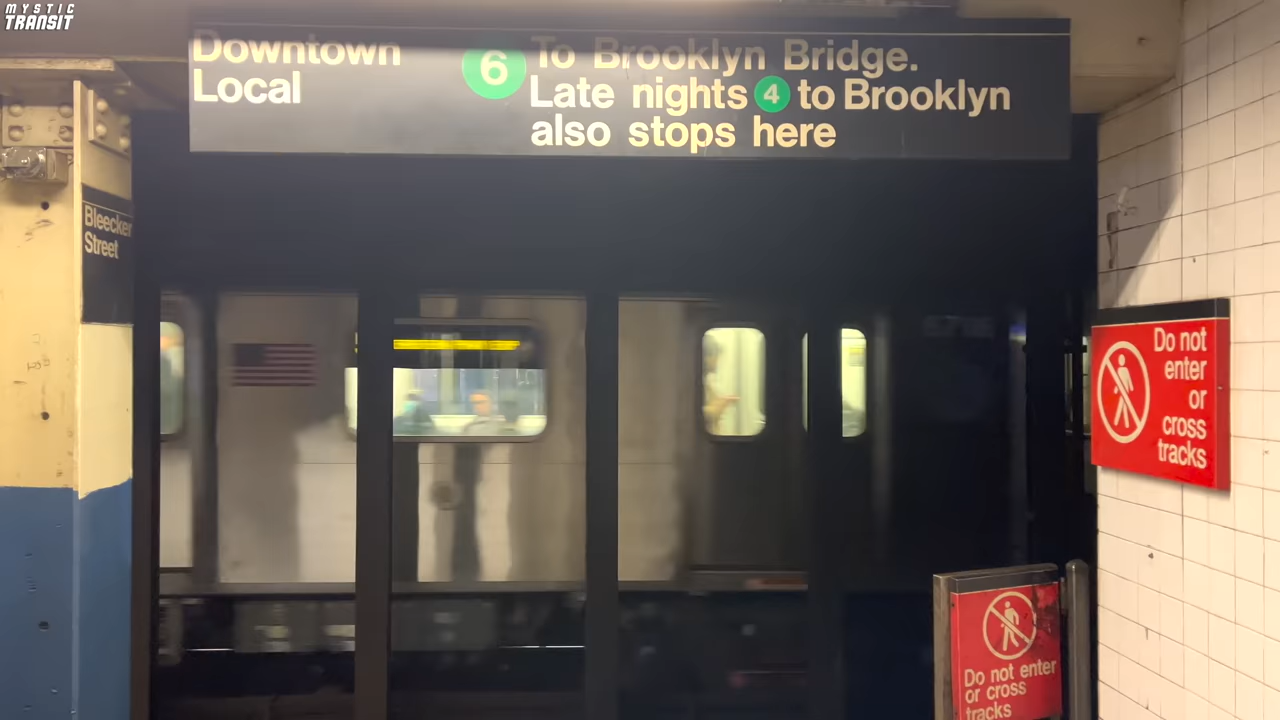 MYSTIC
TRANSIT
Downtown
Local
6
To Brooklyn Bridge.
Late nights 4 to Brooklyn
also stops here
Bleecker
Street
Do not
enter
or
cross
tracks
Do not enter
or cross
tracks